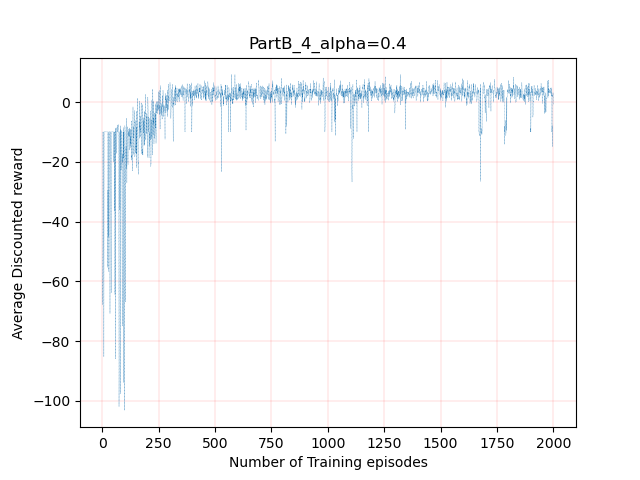 PartB_4_alpha=0.4
Average Discounted reward
0
−20
−40
−60
−80
−100
0 250 500 750 1000 1250 1500 1750 2000
Number of Training episodes